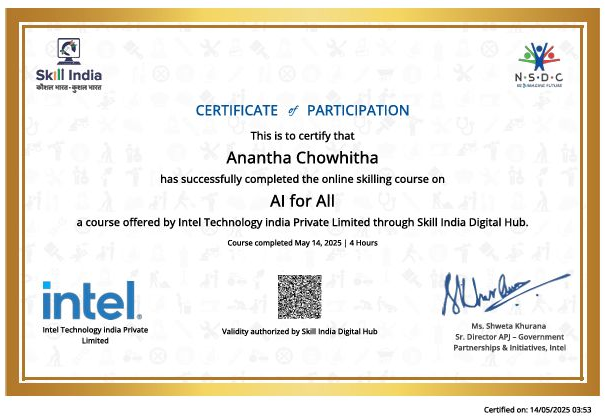 Skill India
कौशल भारत - कुशल भारत
N·S·D·C
CERTIFICATE of PARTICIPATION
This is to certify that
Anantha Chowhitha
has successfully completed the online skilling course on
AI for All
a course offered by Intel Technology india Private Limited through Skill India Digital Hub.
Course completed May 14, 2025 | 4 Hours
intel.
Intel Technology india Private
Limited
Validity authorized by Skill India Digital Hub
Ms. Shweta Khurana
Sr. Director APJ – Government
Partnerships & Initiatives, Intel
Certified on: 14/05/2025 03:53